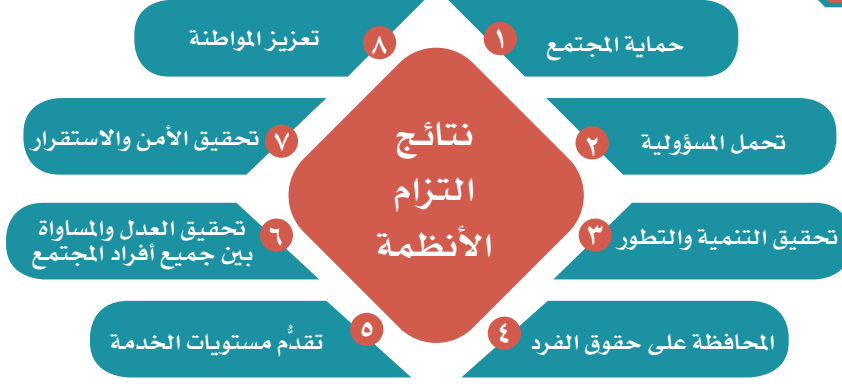 نتائج
التزام
الأنظمة
١ حماية المجتمع
٢ تحمل المسؤولية
٣ تحقيق التنمية والتطور
٤ المحافظة على حقوق الفرد
٥ تقدُّم مستويات الخدمة
٦ تحقيق العدل والمساواة
بين جميع أفراد المجتمع
٧ تحقيق الأمن والاستقرار
٨ تعزيز المواطنة